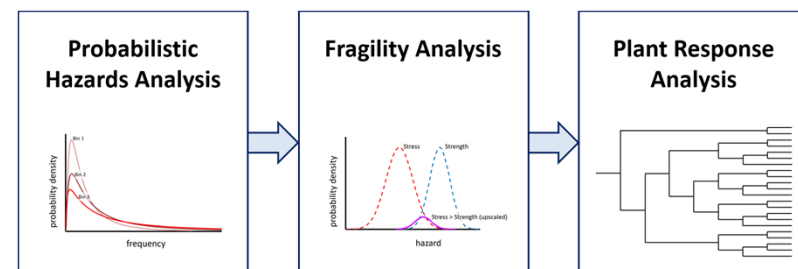 Probabilistic
Hazards Analysis
probability density
Bin 1
Bin 2
Bin 3
frequency
Fragility Analysis
probability density
Stress
Strength
Stress > Strength (upscaled)
hazard
Plant Response
Analysis